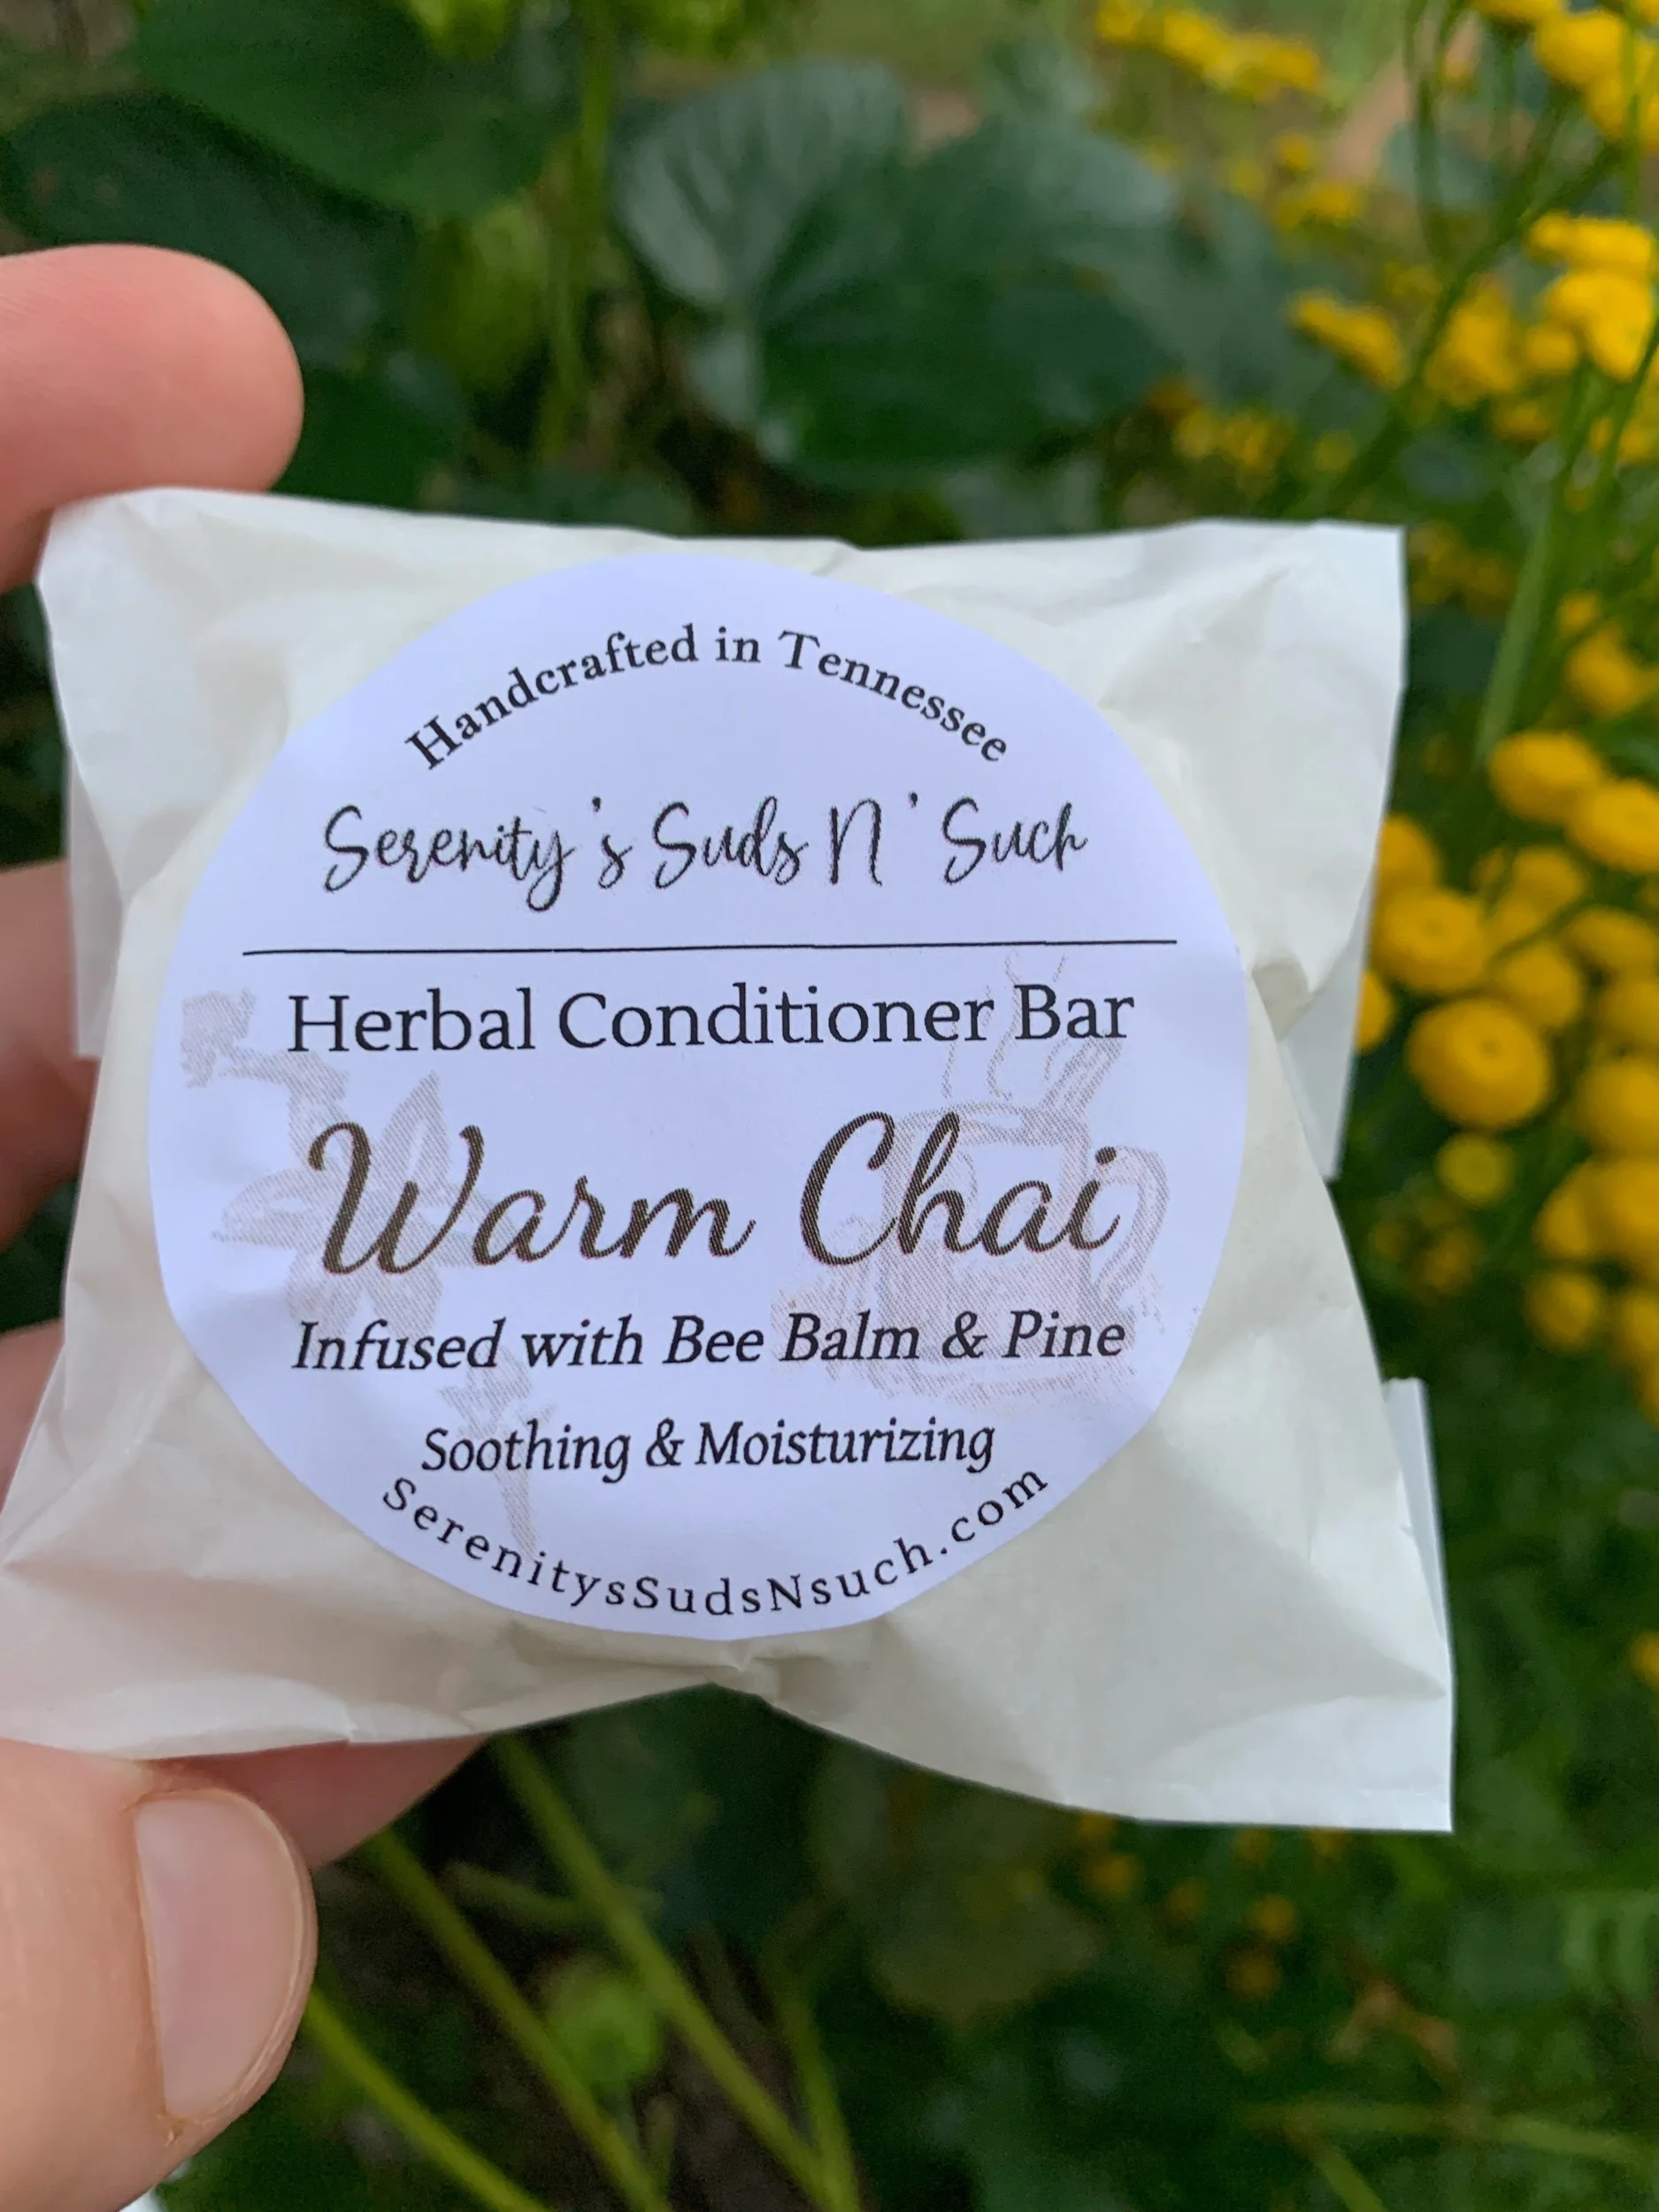 Handcrafted in Tennessee
Serenity's Suds N' Such
Herbal Conditioner Bar
Warm Chai
Infused with Bee Balm & Pine
Soothing & Moisturizing
SerenitysSudsNsuch.com